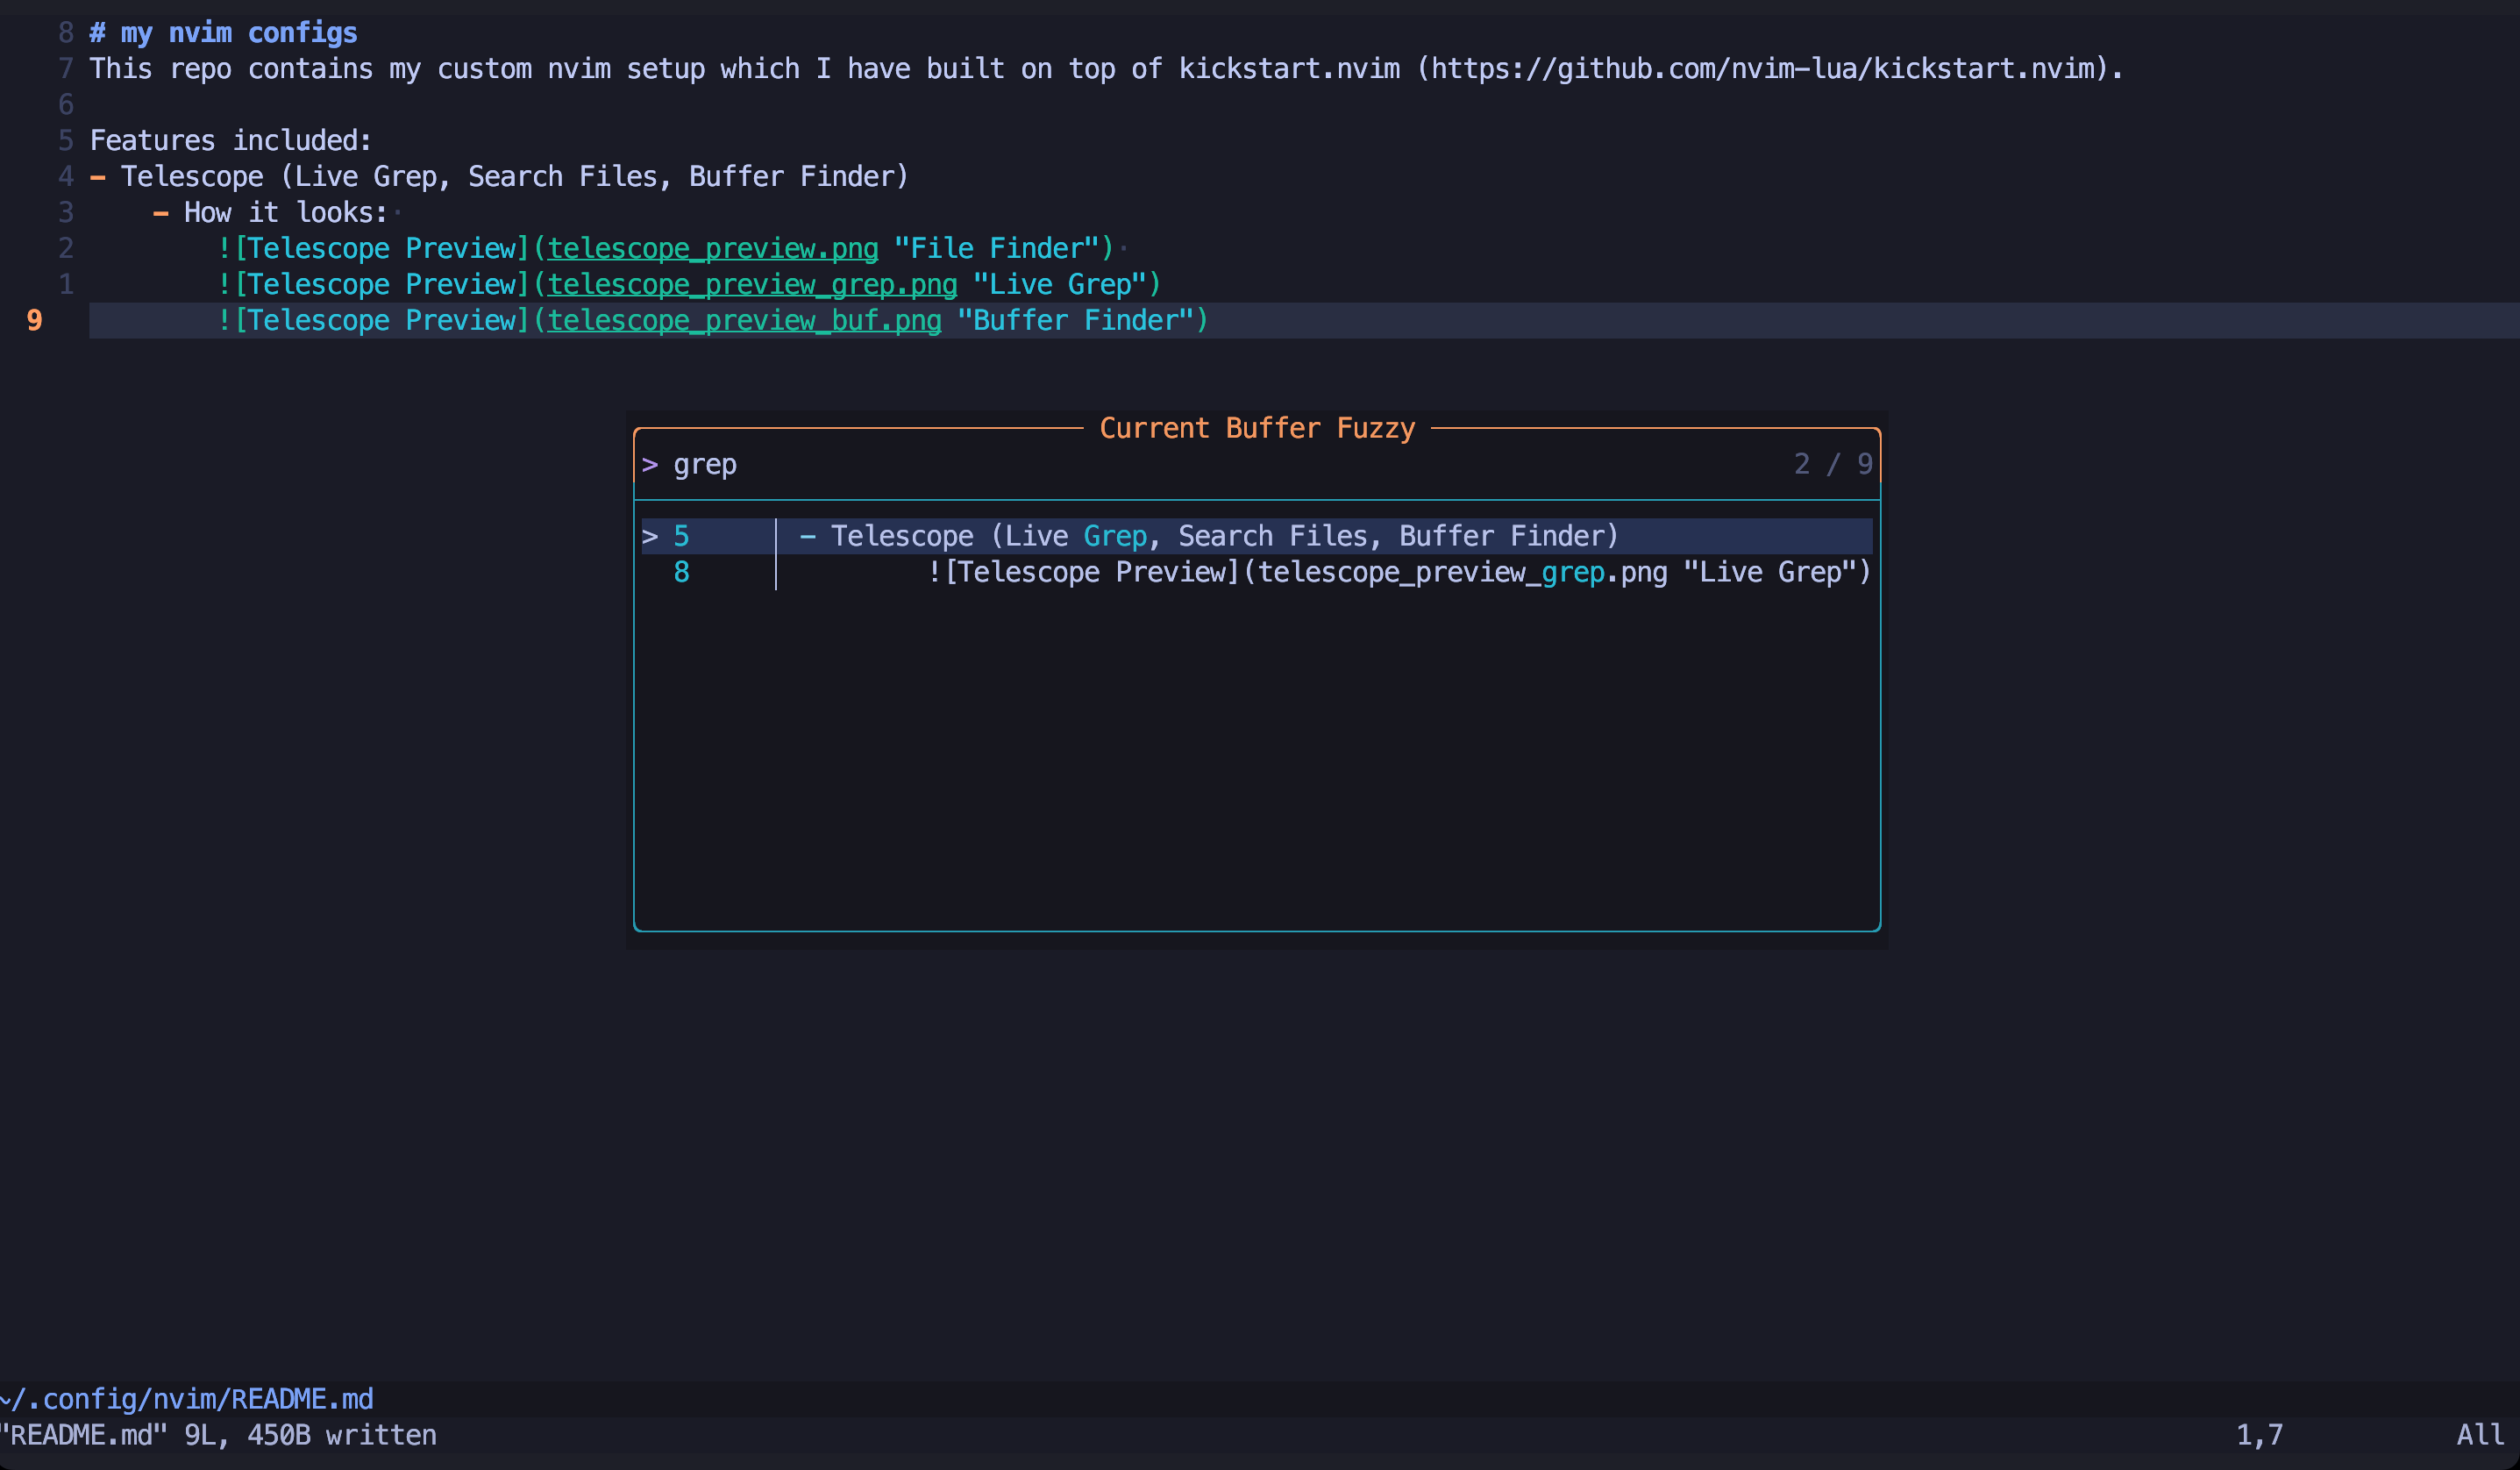 8 # my nvim configs
7 This repo contains my custom nvim setup which I have built on top of kickstart.nvim (https://github.com/nvim-lua/kickstart.nvim).
6
5 Features included:
4 - Telescope (Live Grep, Search Files, Buffer Finder)
3     - How it looks:·
2         ![Telescope Preview](telescope_preview.png "File Finder")·
1         ![Telescope Preview](telescope_preview_grep.png "Live Grep")
9         ![Telescope Preview](telescope_preview_buf.png "Buffer Finder")
Current Buffer Fuzzy
> grep 2 / 9
> 5 │ - Telescope (Live Grep, Search Files, Buffer Finder)
8 │         ![Telescope Preview](telescope_preview_grep.png "Live Grep")
~/.config/nvim/README.md
"README.md" 9L, 450B written 1,7 All